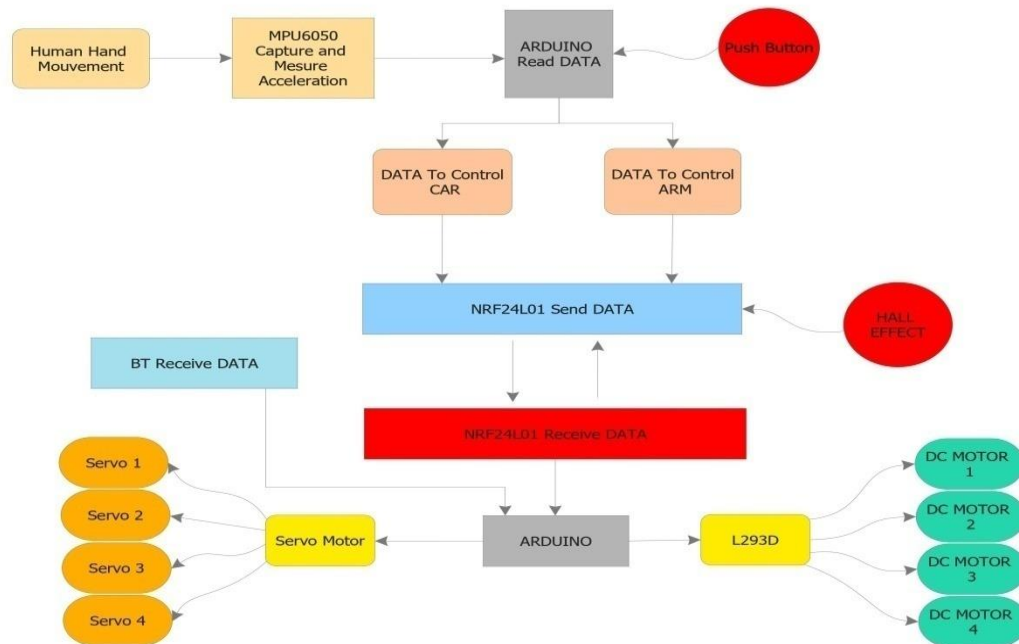 Human Hand
Mouvement
MPU6050
Capture and
Mesure
Acceleration
ARDUINO
Read DATA
Push Button
DATA To Control
CAR
DATA To Control
ARM
NRF24L01 Send DATA
HALL
EFFECT
BT Receive DATA
NRF24L01 Receive DATA
Servo 1
Servo 2
Servo 3
Servo 4
Servo Motor
ARDUINO
L293D
DC MOTOR
1
DC MOTOR
2
DC MOTOR
3
DC MOTOR
4